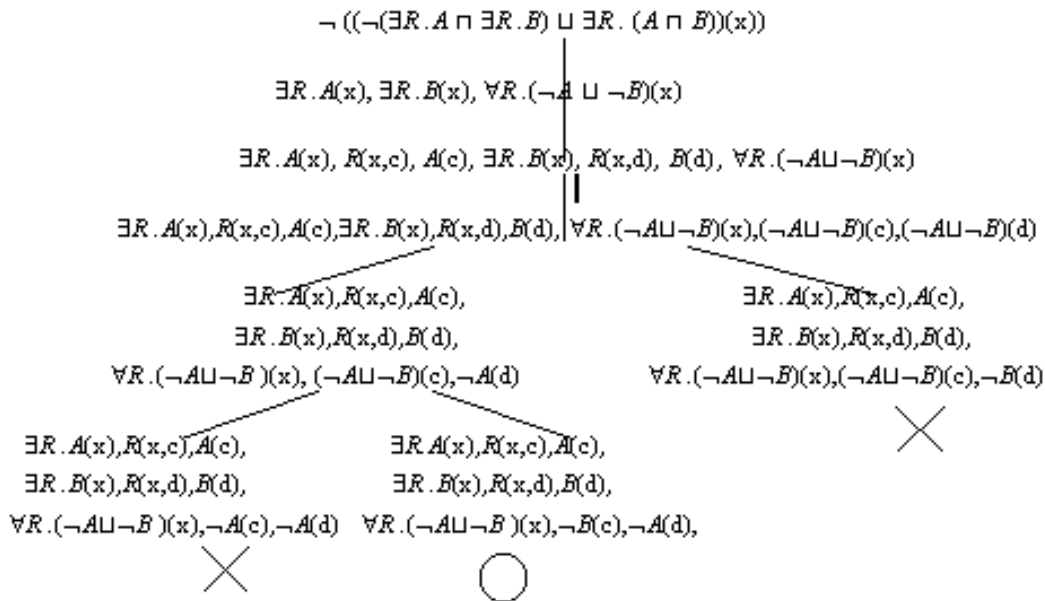 ¬ ((¬(∃R.A ⊓ ∃R.B) ⊔ ∃R. (A ⊓ B))(x))
∃R.A(x), ∃R.B(x), ∀R.(¬A ⊔ ¬B)(x)
∃R.A(x), R(x,c), A(c), ∃R.B(x), R(x,d), B(d), ∀R.(¬A⊔¬B)(x)
∃R.A(x),R(x,c),A(c),∃R.B(x),R(x,d),B(d), ∀R.(¬A⊔¬B)(x),(¬A⊔¬B)(c),(¬A⊔¬B)(d)
∃R.A(x),R(x,c),A(c),
∃R.B(x),R(x,d),B(d),
∀R.(¬A⊔¬B )(x), (¬A⊔¬B)(c),¬A(d)
∃R.A(x),R(x,c),A(c),
∃R.B(x),R(x,d),B(d),
∀R.(¬A⊔¬B)(x),(¬A⊔¬B)(c),¬B(d)
∃R.A(x),R(x,c),A(c),
∃R.B(x),R(x,d),B(d),
∀R.(¬A⊔¬B )(x),¬A(c),¬A(d)
∃R A(x),R(x,c),A(c),
∃R.B(x),R(x,d),B(d),
∀R.(¬A⊔¬B )(x),¬B(c),¬A(d),